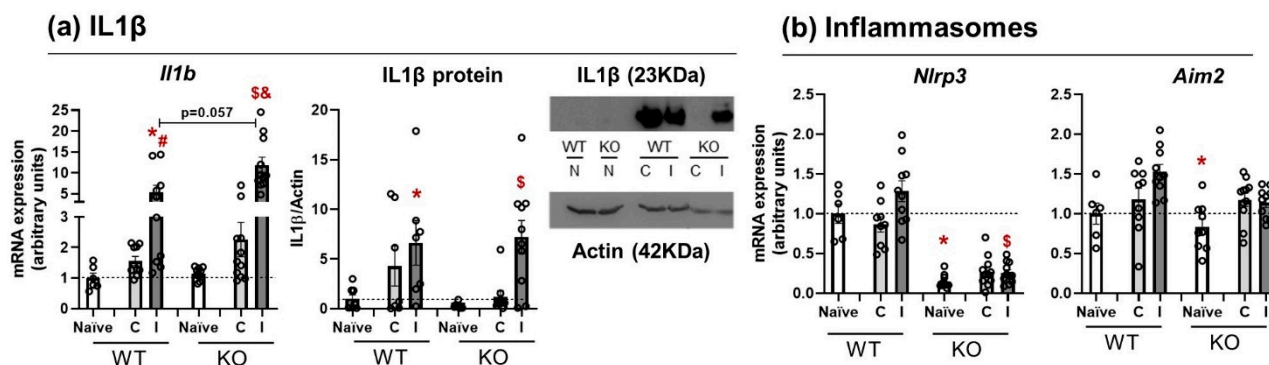 (a) IL1β
(b) Inflammasomes
Il1b
IL1β protein
IL1β (23KDa)
Nlrp3
Aim2
mRNA expression
(arbitrary units)
25
20
15
10
5
3
2
1
0
*
#
p=0.057
$&
Naïve C I Naïve C I
WT KO
IL1β/Actin
20
15
10
5
0
*
$
Naïve C I Naïve C I
WT KO
WT KO WT KO
N N C I C I
Actin (42KDa)
mRNA expression
(arbitrary units)
2.5
2.0
1.5
1.0
0.5
0.0
*
$
Naïve C I Naïve C I
WT KO
mRNA expression
(arbitrary units)
2.5
2.0
1.5
1.0
0.5
0.0
*
Naïve C I Naïve C I
WT KO